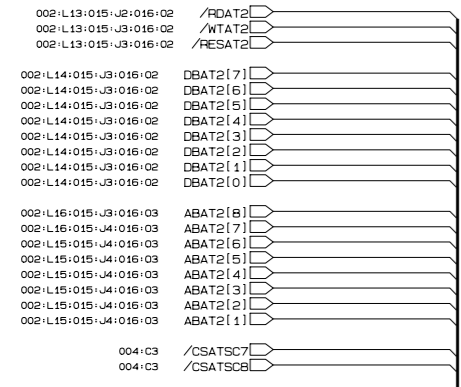 002:L13;015:J2;016:02 /RDAT2
002:L13;015:J3;016:02 /WTAT2
002:L13;015:J3;016:02 /RESAT2
002:L14;015:J3;016:02 DBAT2[7]
002:L14;015:J3;016:02 DBAT2[6]
002:L14;015:J3;016:02 DBAT2[5]
002:L14;015:J3;016:02 DBAT2[4]
002:L14;015:J3;016:02 DBAT2[3]
002:L14;015:J3;016:02 DBAT2[2]
002:L14;015:J3;016:02 DBAT2[1]
002:L14;015:J3;016:02 DBAT2[0]
002:L16;015:J3;016:03 ABAT2[8]
002:L15;015:J4;016:03 ABAT2[7]
002:L15;015:J4;016:03 ABAT2[6]
002:L15;015:J4;016:03 ABAT2[5]
002:L15;015:J4;016:03 ABAT2[4]
002:L15;015:J4;016:03 ABAT2[3]
002:L15;015:J4;016:03 ABAT2[2]
002:L15;015:J4;016:03 ABAT2[1]
004:C3 /CSATSC7
004:C3 /CSATSC8